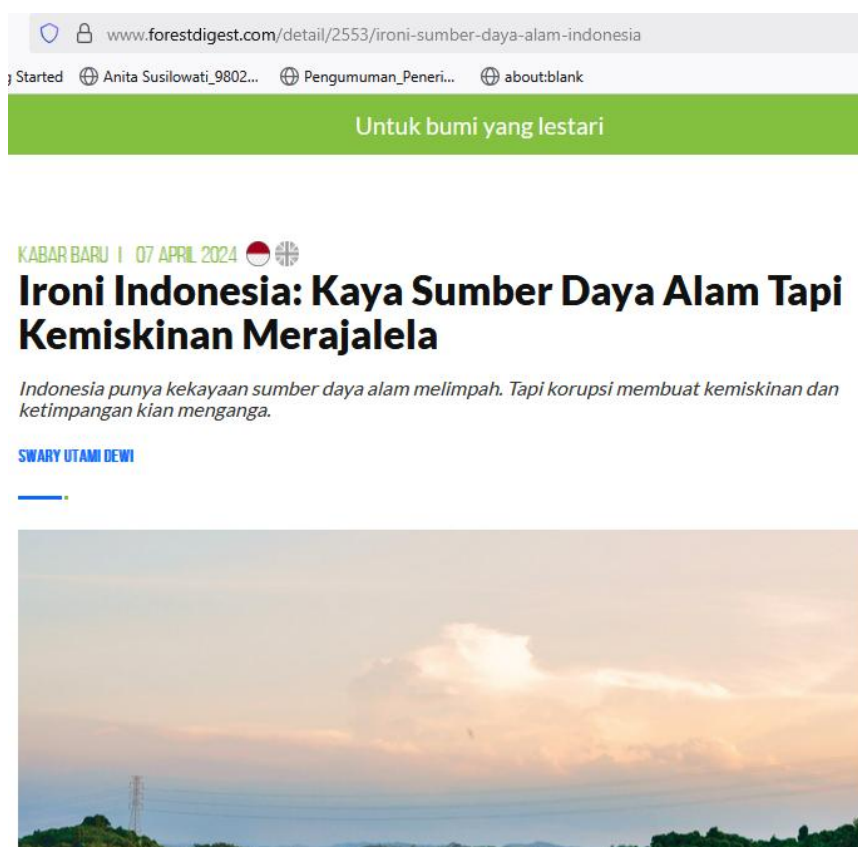 www.forestdigest.com/detail/2553/ironi-sumber-daya-alam-indonesia
Started Anita Susilowati_9802... Pengumuman_Peneri... about:blank
Untuk bumi yang lestari
KABAR BARU | 07 APRIL 2024
Ironi Indonesia: Kaya Sumber Daya Alam Tapi
Kemiskinan Merajalela
Indonesia punya kekayaan sumber daya alam melimpah. Tapi korupsi membuat kemiskinan dan
ketimpangan kian menganga.
SWARY UTAMI DEWI